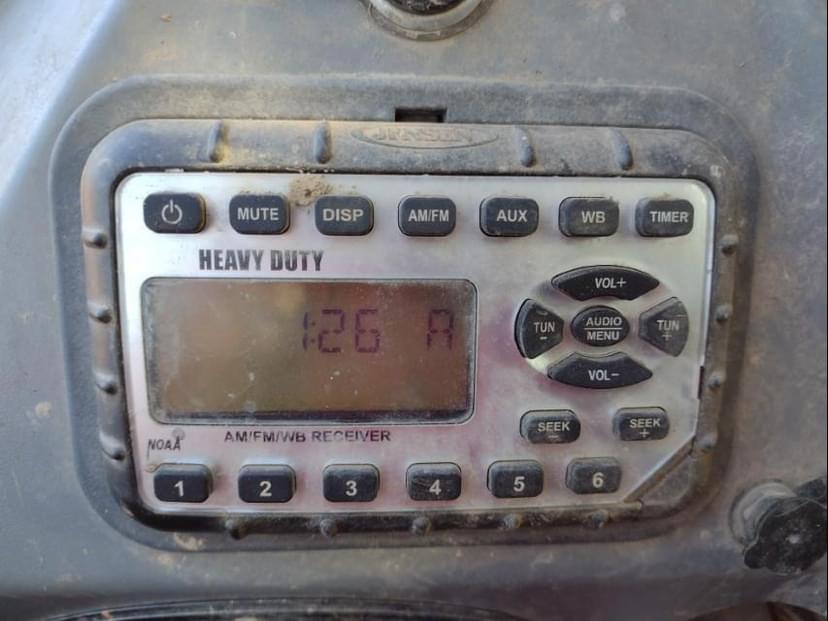 JENSEN
MUTE DISP AM/FM AUX WB TIMER
HEAVY DUTY
VOL+
1:26 A
TUN - AUDIO MENU TUN +
VOL-
SEEK - SEEK +
NOAA AM/FM/WB RECEIVER
1 2 3 4 5 6